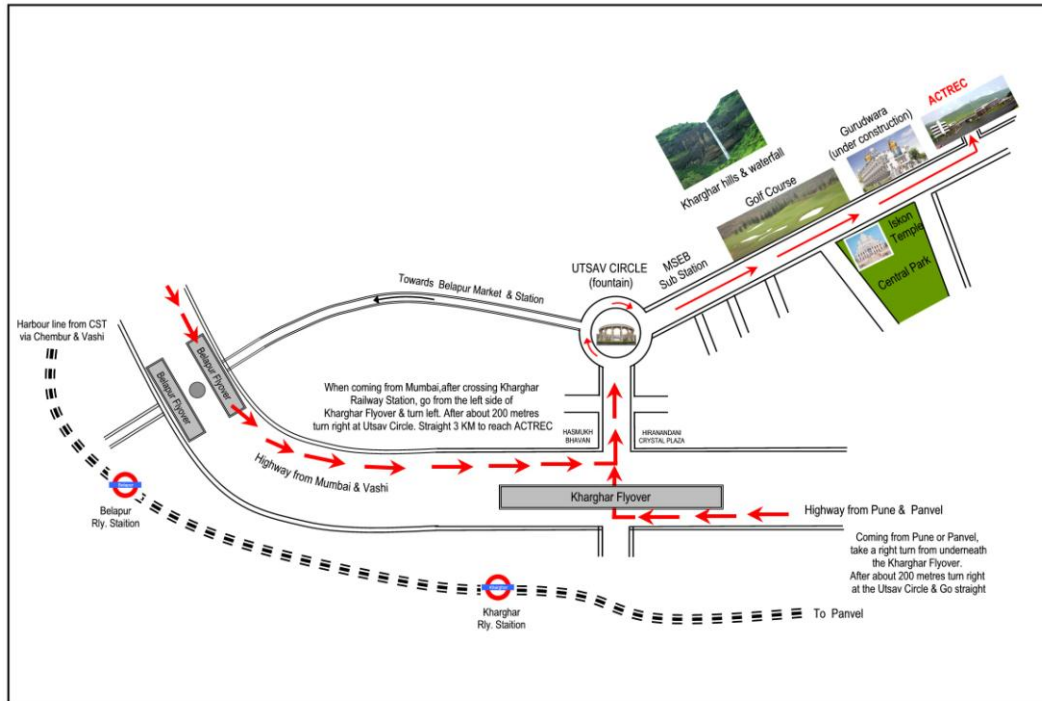 ACTREC
Gurudwara
(under construction)
Kharghar hills & waterfall
Golf Course
Iskon
Temple
Central Park
MSEB
Sub Station
UTSAV CIRCLE
(fountain)
Towards Belapur Market & Station
Harbour line from CST
via Chembur & Vashi
Belapur Flyover
Belapur Flyover
When coming from Mumbai,after crossing Kharghar
Railway Station, go from the left side of
Kharghar Flyover & turn left. After about 200 metres
turn right at Utsav Circle. Straight 3 KM to reach ACTREC
HASMUKH
BHAVAN
HIRANANDANI
CRYSTAL PLAZA
Highway from Mumbai & Vashi
Kharghar Flyover
Highway from Pune & Panvel
Coming from Pune or Panvel,
take a right turn from underneath
the Kharghar Flyover.
After about 200 metres turn right
at the Utsav Circle & Go straight
Belapur
Rly. Staition
Kharghar
Rly. Staition
To Panvel